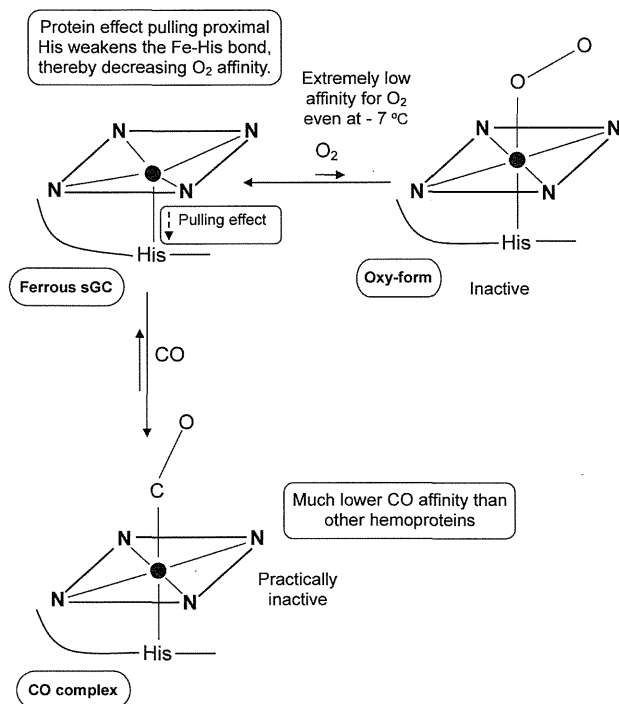 Protein effect pulling proximal
His weakens the Fe-His bond,
thereby decreasing O₂ affinity.
Extremely low
affinity for O₂
even at - 7 ºC
O₂
O
O
N
N
N
N
Pulling effect
His
Ferrous sGC
N
N
N
N
His
Oxy-form
Inactive
CO
O
C
Much lower CO affinity than
other hemoproteins
N
N
N
N
Practically
inactive
His
CO complex